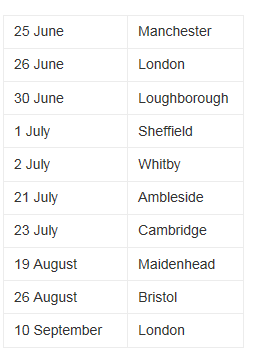 25 June Manchester
26 June London
30 June Loughborough
1 July Sheffield
2 July Whitby
21 July Ambleside
23 July Cambridge
19 August Maidenhead
26 August Bristol
10 September London